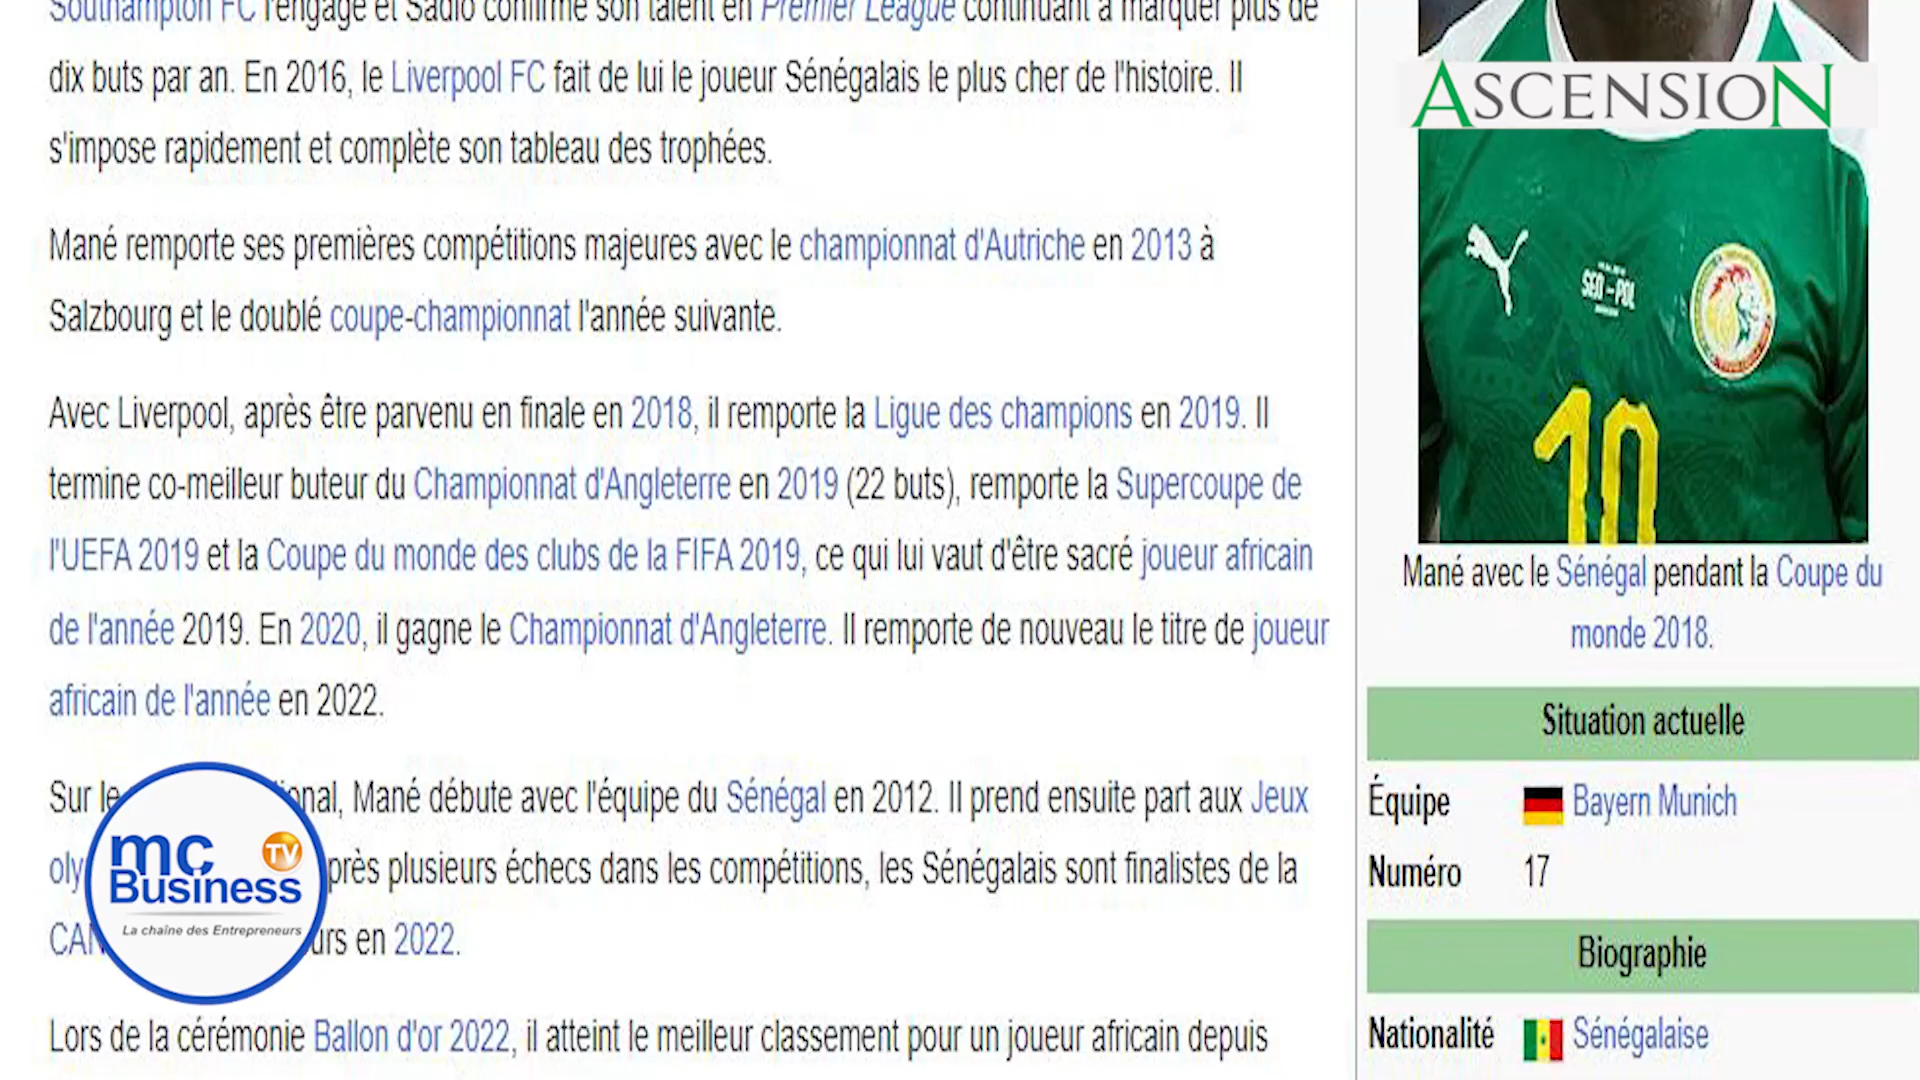 Southampton FC l'engage et Sadio confirme son talent en Premier League continuant à marquer plus de
dix buts par an. En 2016, le Liverpool FC fait de lui le joueur Sénégalais le plus cher de l'histoire. Il
s'impose rapidement et complète son tableau des trophées.
Mané remporte ses premières compétitions majeures avec le championnat d'Autriche en 2013 à
Salzbourg et le doublé coupe-championnat l'année suivante.
Avec Liverpool, après être parvenu en finale en 2018, il remporte la Ligue des champions en 2019. Il
termine co-meilleur buteur du Championnat d'Angleterre en 2019 (22 buts), remporte la Supercoupe de
l'UEFA 2019 et la Coupe du monde des clubs de la FIFA 2019, ce qui lui vaut d'être sacré joueur africain
de l'année 2019. En 2020, il gagne le Championnat d'Angleterre. Il remporte de nouveau le titre de joueur
africain de l'année en 2022.
Sur le onal, Mané débute avec l'équipe du Sénégal en 2012. Il prend ensuite part aux Jeux
oly près plusieurs échecs dans les compétitions, les Sénégalais sont finalistes de la
CAN urs en 2022.
Lors de la cérémonie Ballon d'or 2022, il atteint le meilleur classement pour un joueur africain depuis
mc TV
Business
La chaîne des Entrepreneurs
ASCENSION
SEN - POL
10
Mané avec le Sénégal pendant la Coupe du
monde 2018.
Situation actuelle
Équipe Bayern Munich
Numéro 17
Biographie
Nationalité Sénégalaise